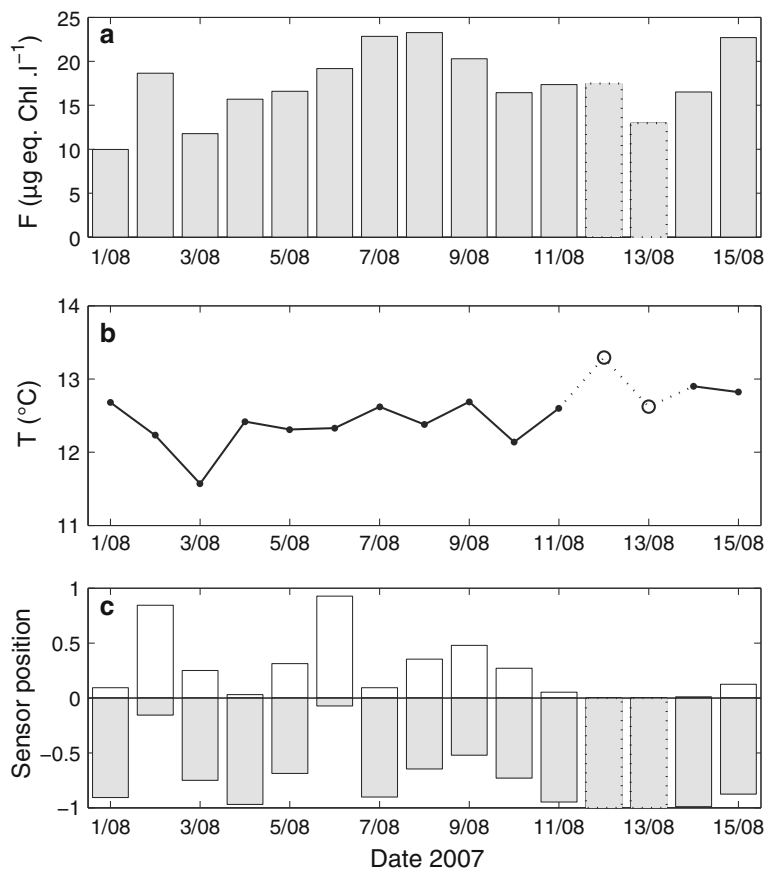 a
F (µg eq. Chl .l⁻¹)
25
20
15
10
5
0
1/08 3/08 5/08 7/08 9/08 11/08 13/08 15/08
b
T (°C)
14
13
12
11
1/08 3/08 5/08 7/08 9/08 11/08 13/08 15/08
c
Sensor position
1
0.5
0
−0.5
−1
1/08 3/08 5/08 7/08 9/08 11/08 13/08 15/08
Date 2007